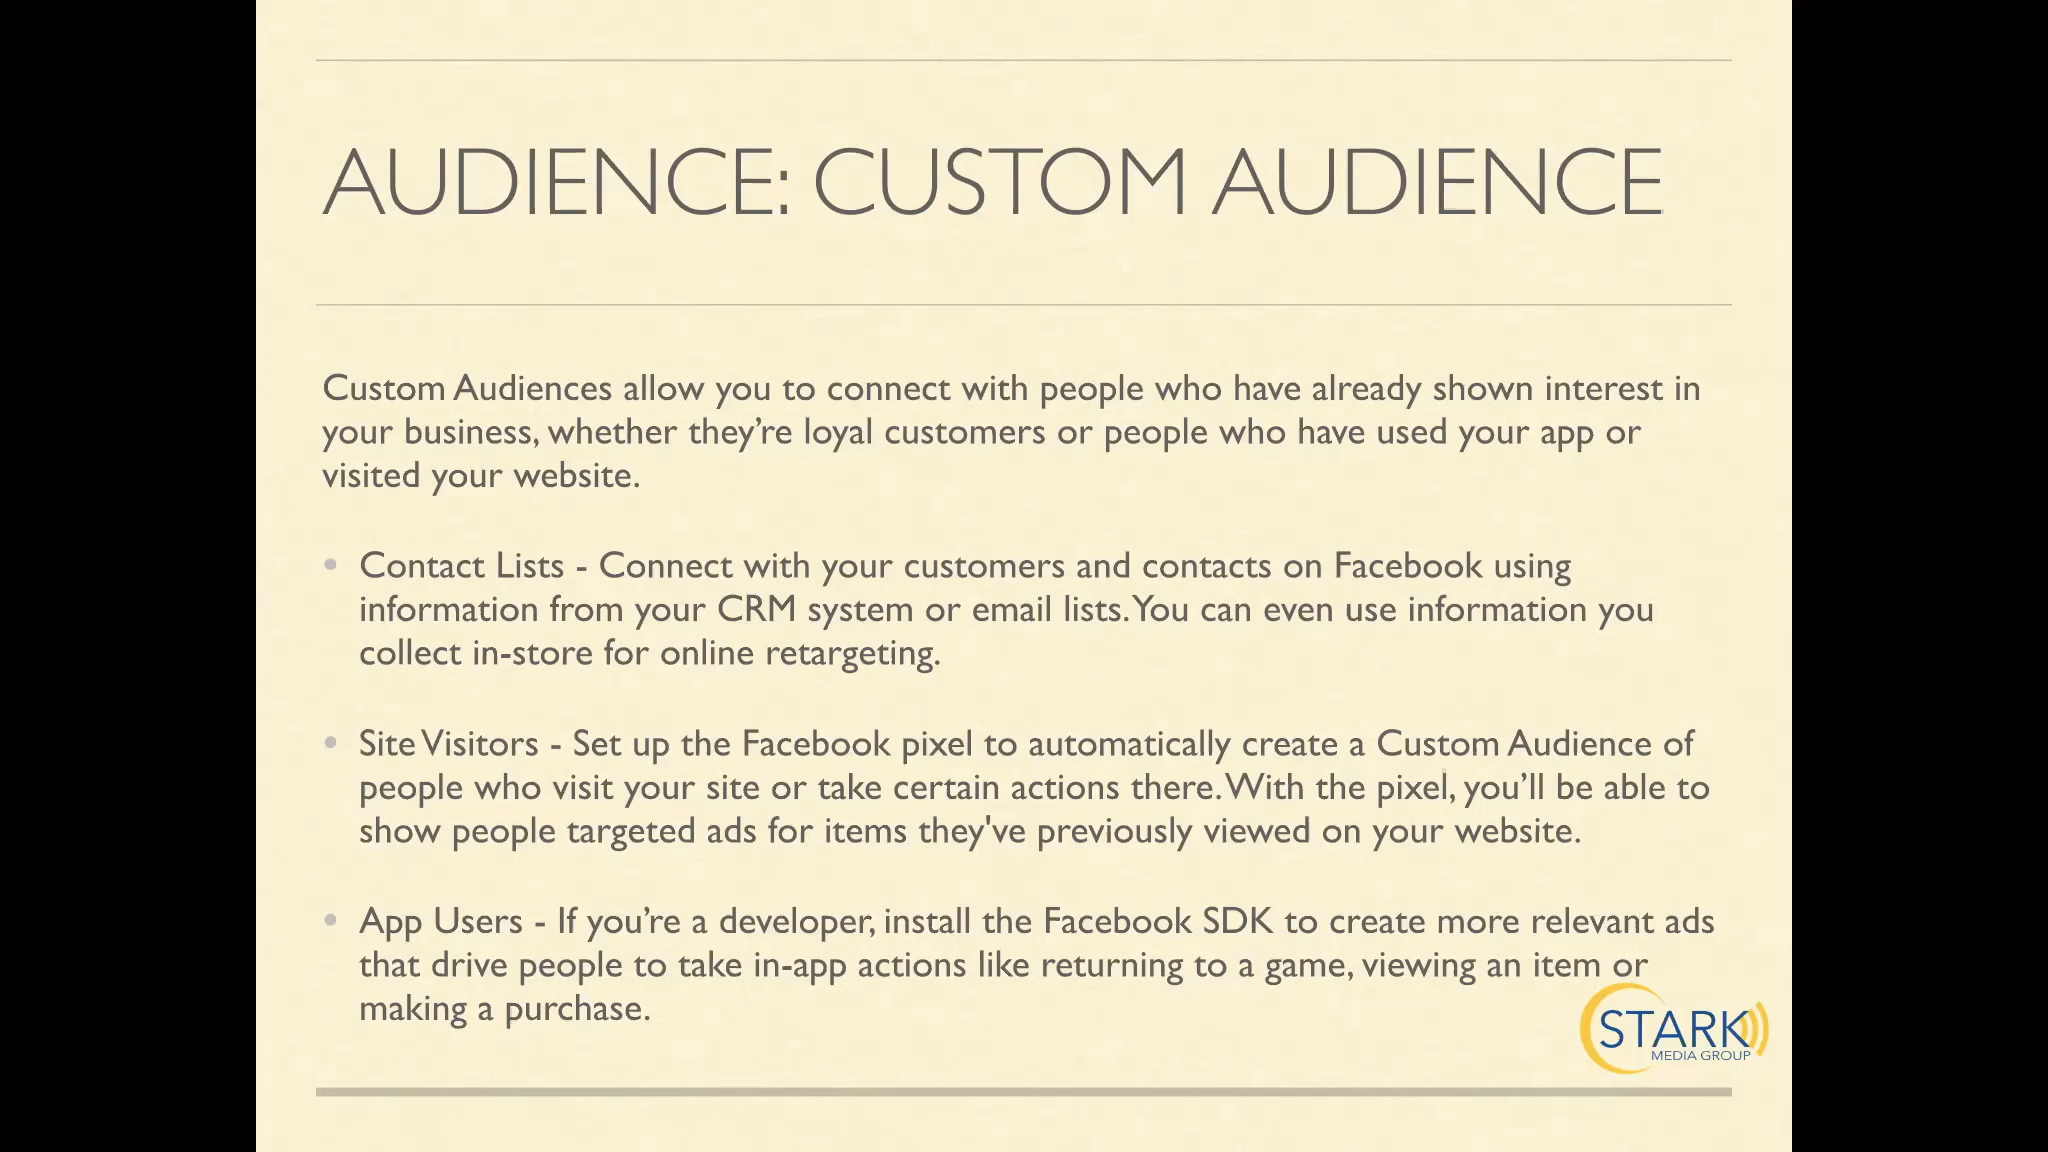 AUDIENCE: CUSTOM AUDIENCE
Custom Audiences allow you to connect with people who have already shown interest in
your business, whether they’re loyal customers or people who have used your app or
visited your website.
• Contact Lists - Connect with your customers and contacts on Facebook using
information from your CRM system or email lists. You can even use information you
collect in-store for online retargeting.
• Site Visitors - Set up the Facebook pixel to automatically create a Custom Audience of
people who visit your site or take certain actions there. With the pixel, you’ll be able to
show people targeted ads for items they've previously viewed on your website.
• App Users - If you’re a developer, install the Facebook SDK to create more relevant ads
that drive people to take in-app actions like returning to a game, viewing an item or
making a purchase.
STARK
MEDIA GROUP